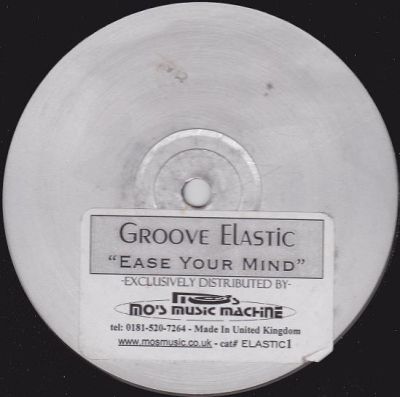 GROOVE ELASTIC
"EASE YOUR MIND"
-EXCLUSIVELY DISTRIBUTED BY-
MO'S MUSIC MACHINE
tel: 0181-520-7264 - Made In United Kingdom
www.mosmusic.co.uk - cat# ELASTIC1